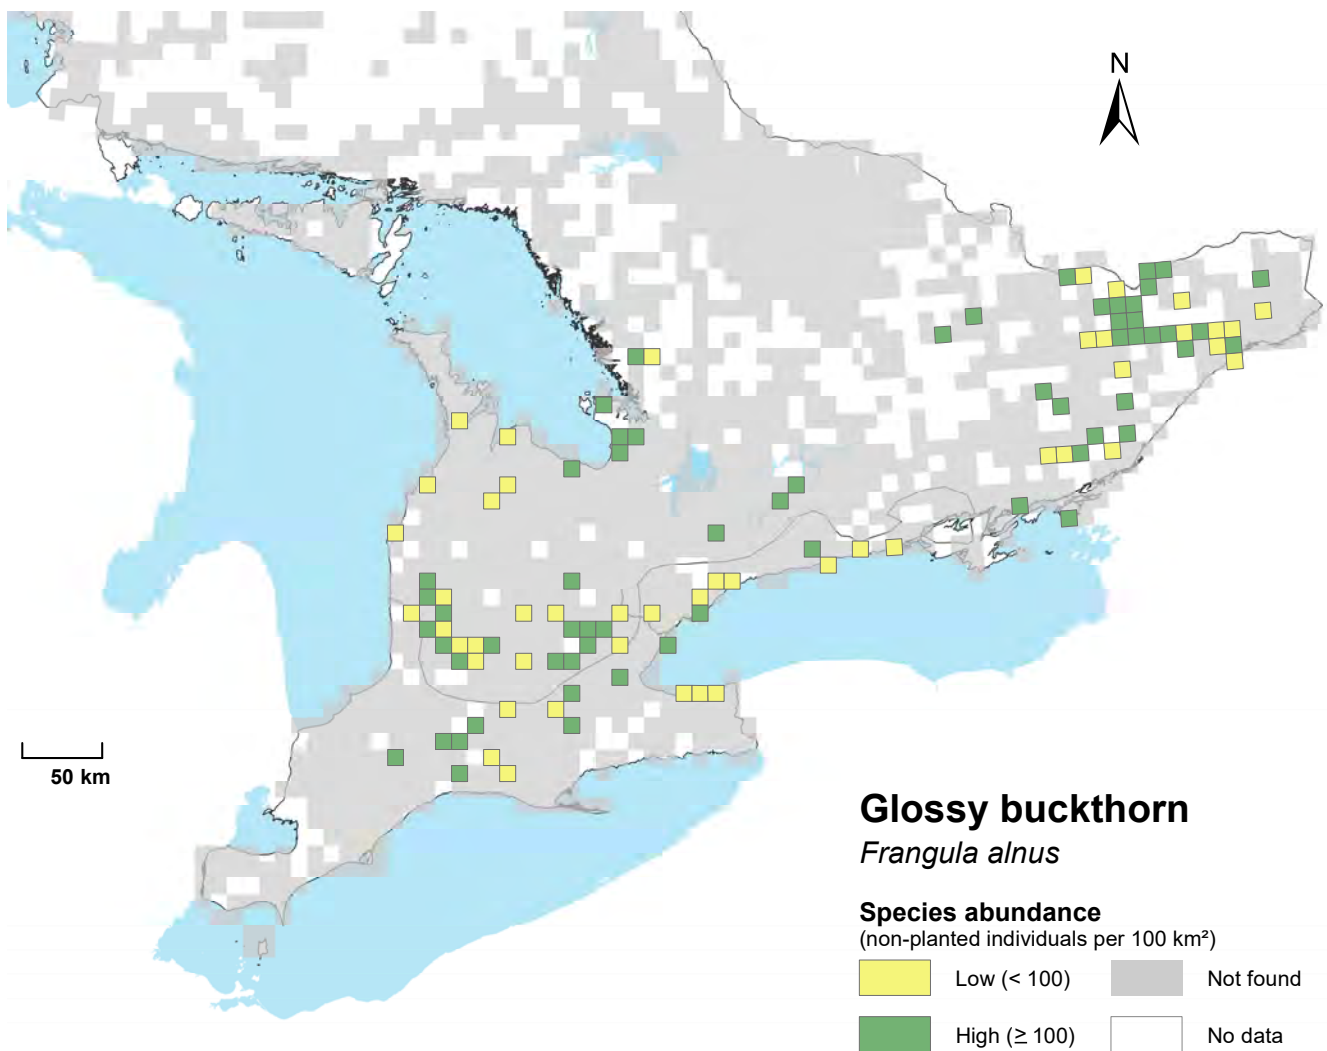 N
50 km
Glossy buckthorn
Frangula alnus
Species abundance
(non-planted individuals per 100 km²)
Low (< 100)
Not found
High (≥ 100)
No data